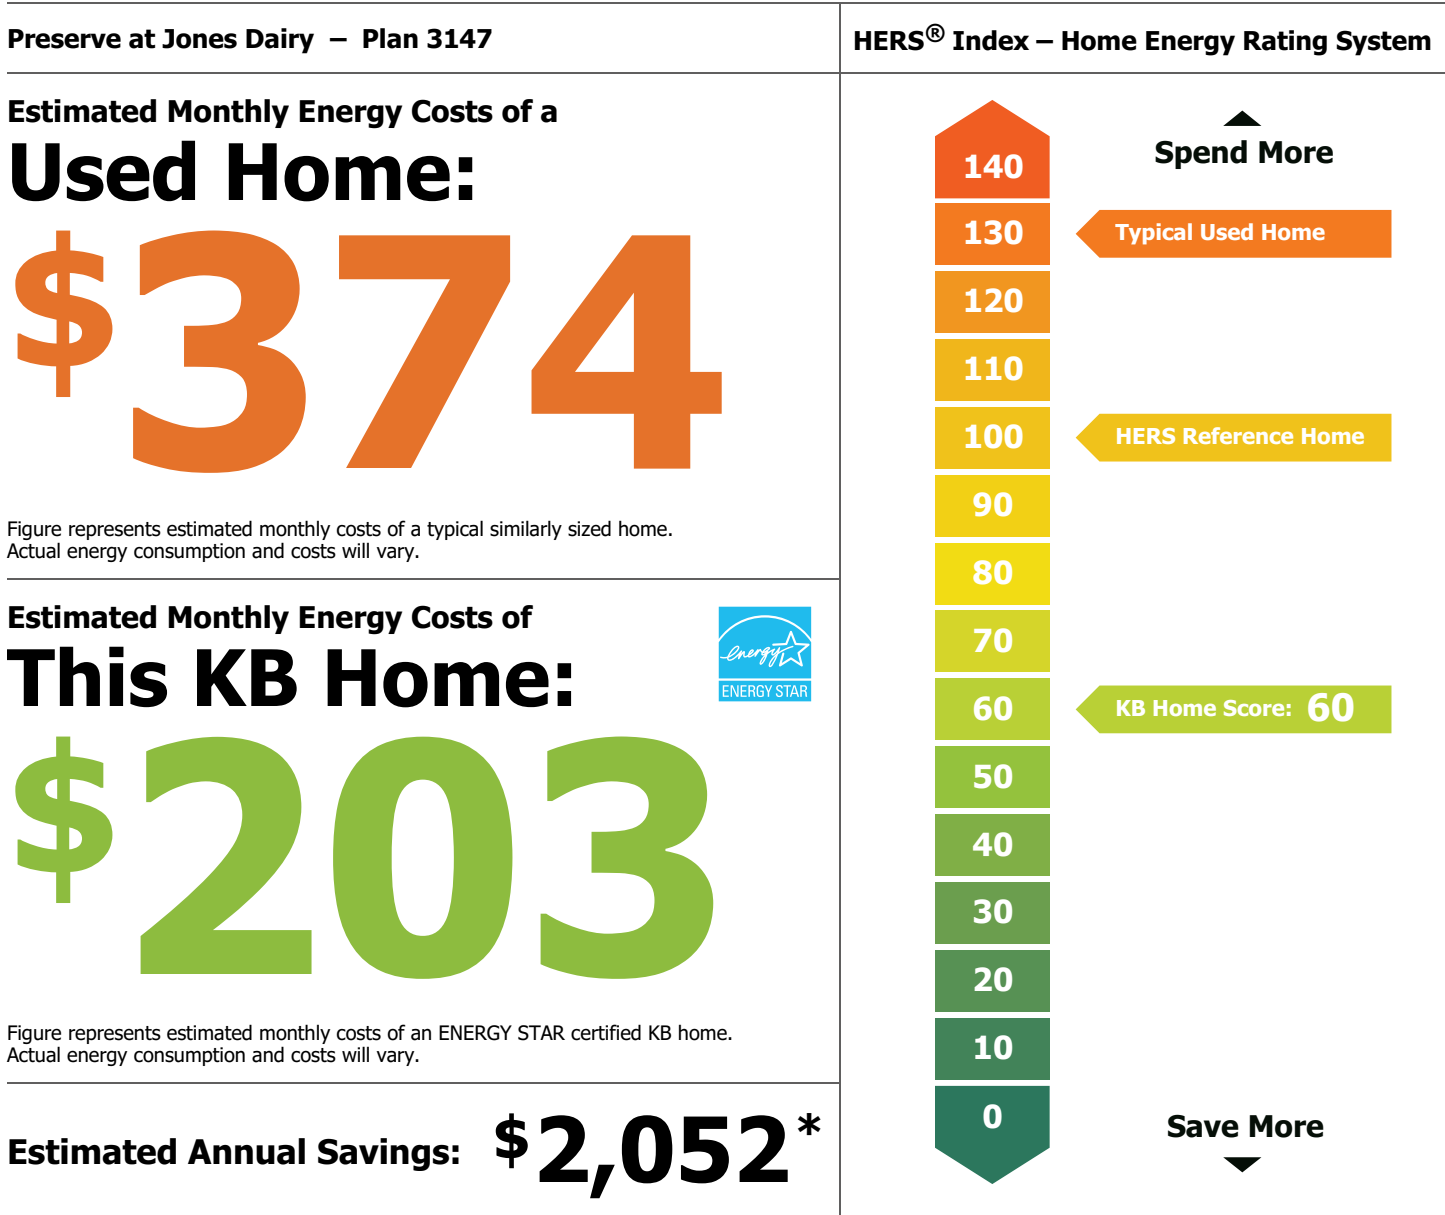 Preserve at Jones Dairy – Plan 3147
Estimated Monthly Energy Costs of a
Used Home:
$374
Figure represents estimated monthly costs of a typical similarly sized home.
Actual energy consumption and costs will vary.
Estimated Monthly Energy Costs of
This KB Home:
energy
ENERGY STAR
$203
Figure represents estimated monthly costs of an ENERGY STAR certified KB home.
Actual energy consumption and costs will vary.
Estimated Annual Savings: $2,052*
HERS® Index – Home Energy Rating System
Spend More
140
130 Typical Used Home
120
110
100 HERS Reference Home
90
80
70
60 KB Home Score: 60
50
40
30
20
10
0
Save More